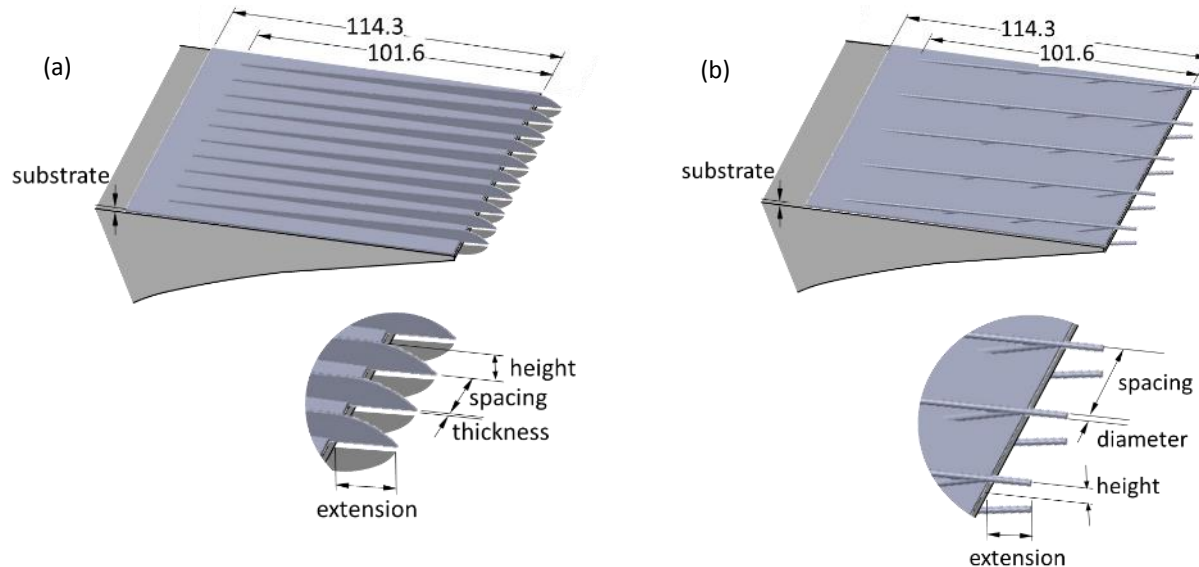 (a)
114.3
101.6
substrate
height
spacing
thickness
extension
(b)
114.3
101.6
substrate
spacing
diameter
height
extension